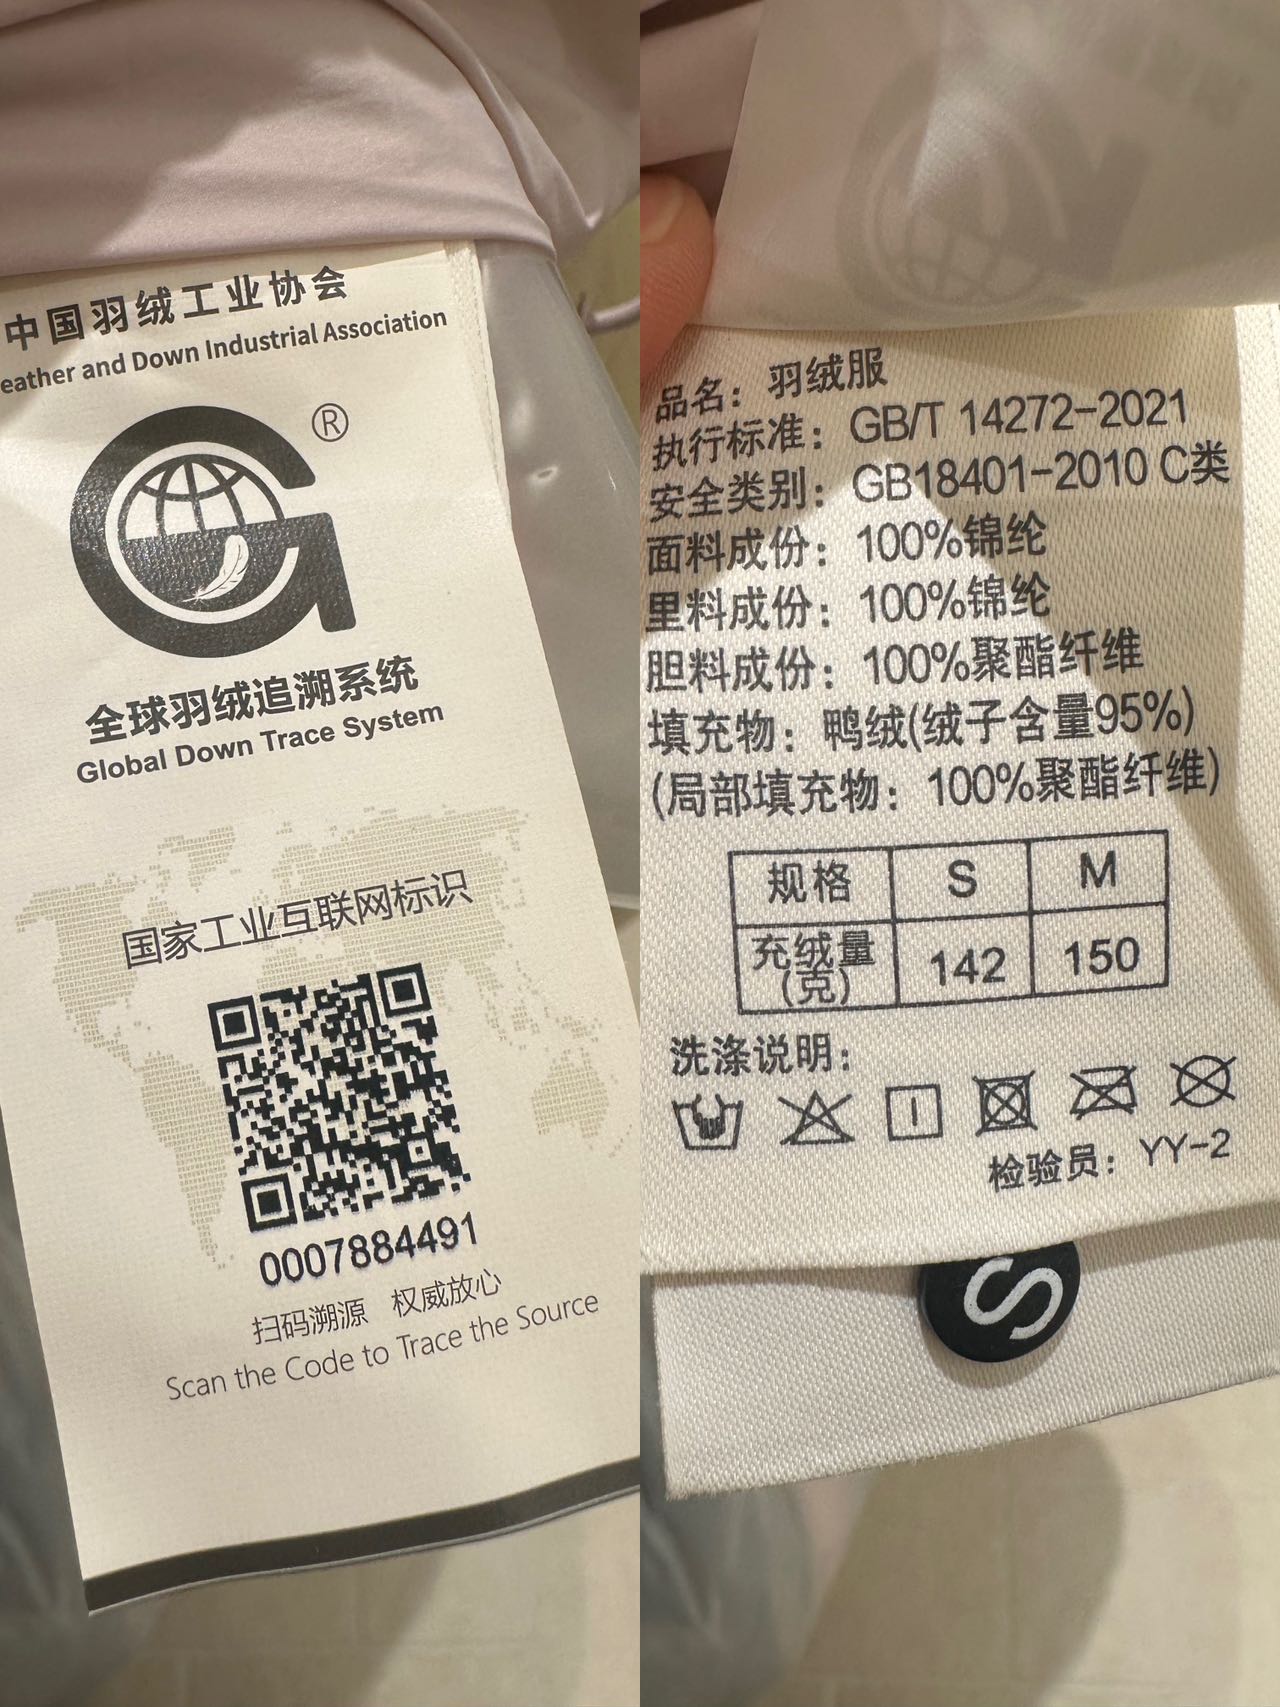 中国羽绒工业协会
eather and Down Industrial Association
®
全球羽绒追溯系统
Global Down Trace System
国家工业互联网标识
0007884491
扫码溯源 权威放心
Scan the Code to Trace the Source
品名：羽绒服
执行标准：GB/T 14272-2021
安全类别：GB18401-2010 C类
面料成份：100%锦纶
里料成份：100%锦纶
胆料成份：100%聚酯纤维
填充物：鸭绒(绒子含量95%)
(局部填充物：100%聚酯纤维)
规格 S M
充绒量(克) 142 150
洗涤说明：
检验员：YY-2
S